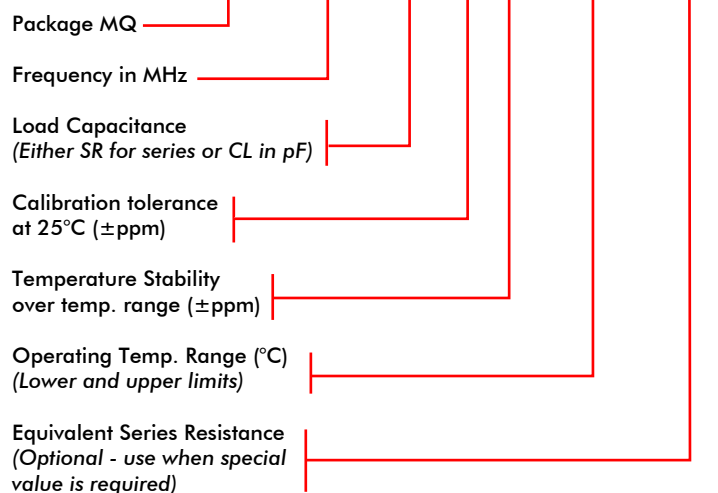 Package MQ
Frequency in MHz
Load Capacitance
(Either SR for series or CL in pF)
Calibration tolerance
at 25°C (±ppm)
Temperature Stability
over temp. range (±ppm)
Operating Temp. Range (°C)
(Lower and upper limits)
Equivalent Series Resistance
(Optional - use when special
value is required)